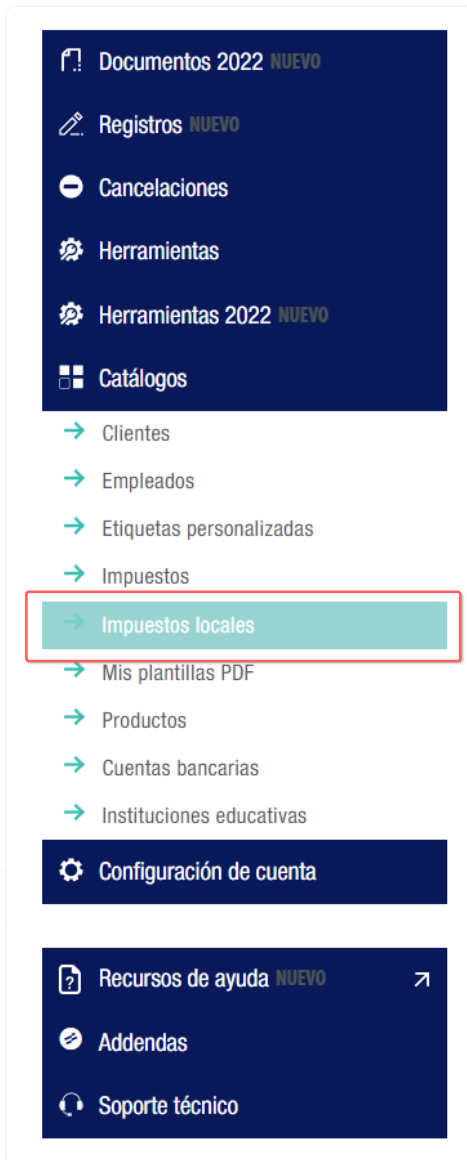 Documentos 2022 NUEVO
Registros NUEVO
Cancelaciones
Herramientas
Herramientas 2022 NUEVO
Catálogos
Clientes
Empleados
Etiquetas personalizadas
Impuestos
Impuestos locales
Mis plantillas PDF
Productos
Cuentas bancarias
Instituciones educativas
Configuración de cuenta
Recursos de ayuda NUEVO
Addendas
Soporte técnico